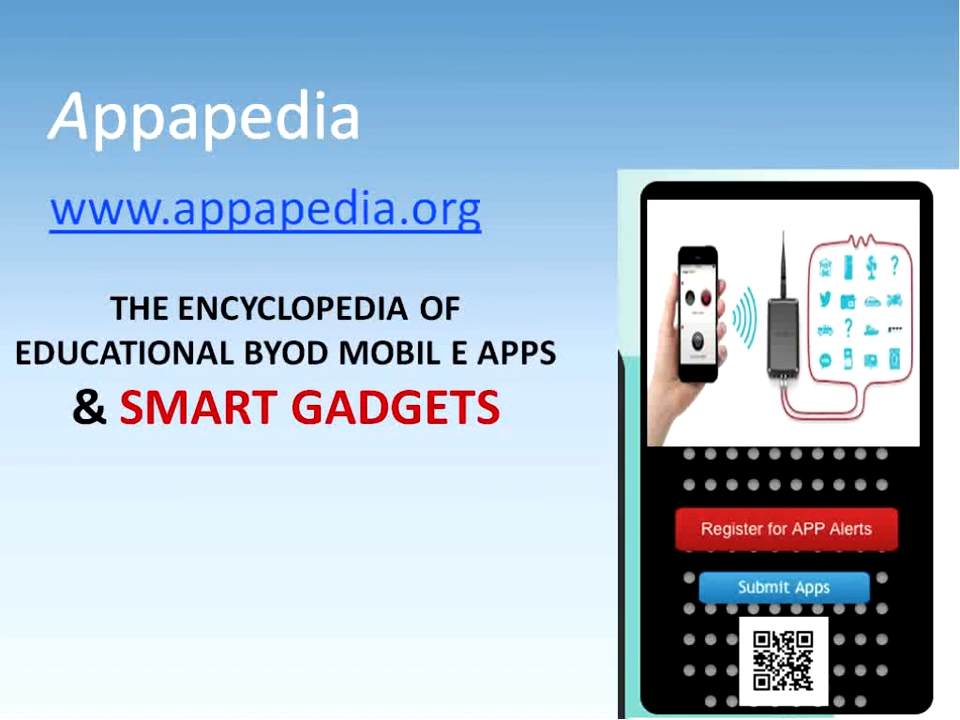 Appapedia
www.appapedia.org
THE ENCYCLOPEDIA OF
EDUCATIONAL BYOD MOBIL E APPS
& SMART GADGETS
Register for APP Alerts
Submit Apps